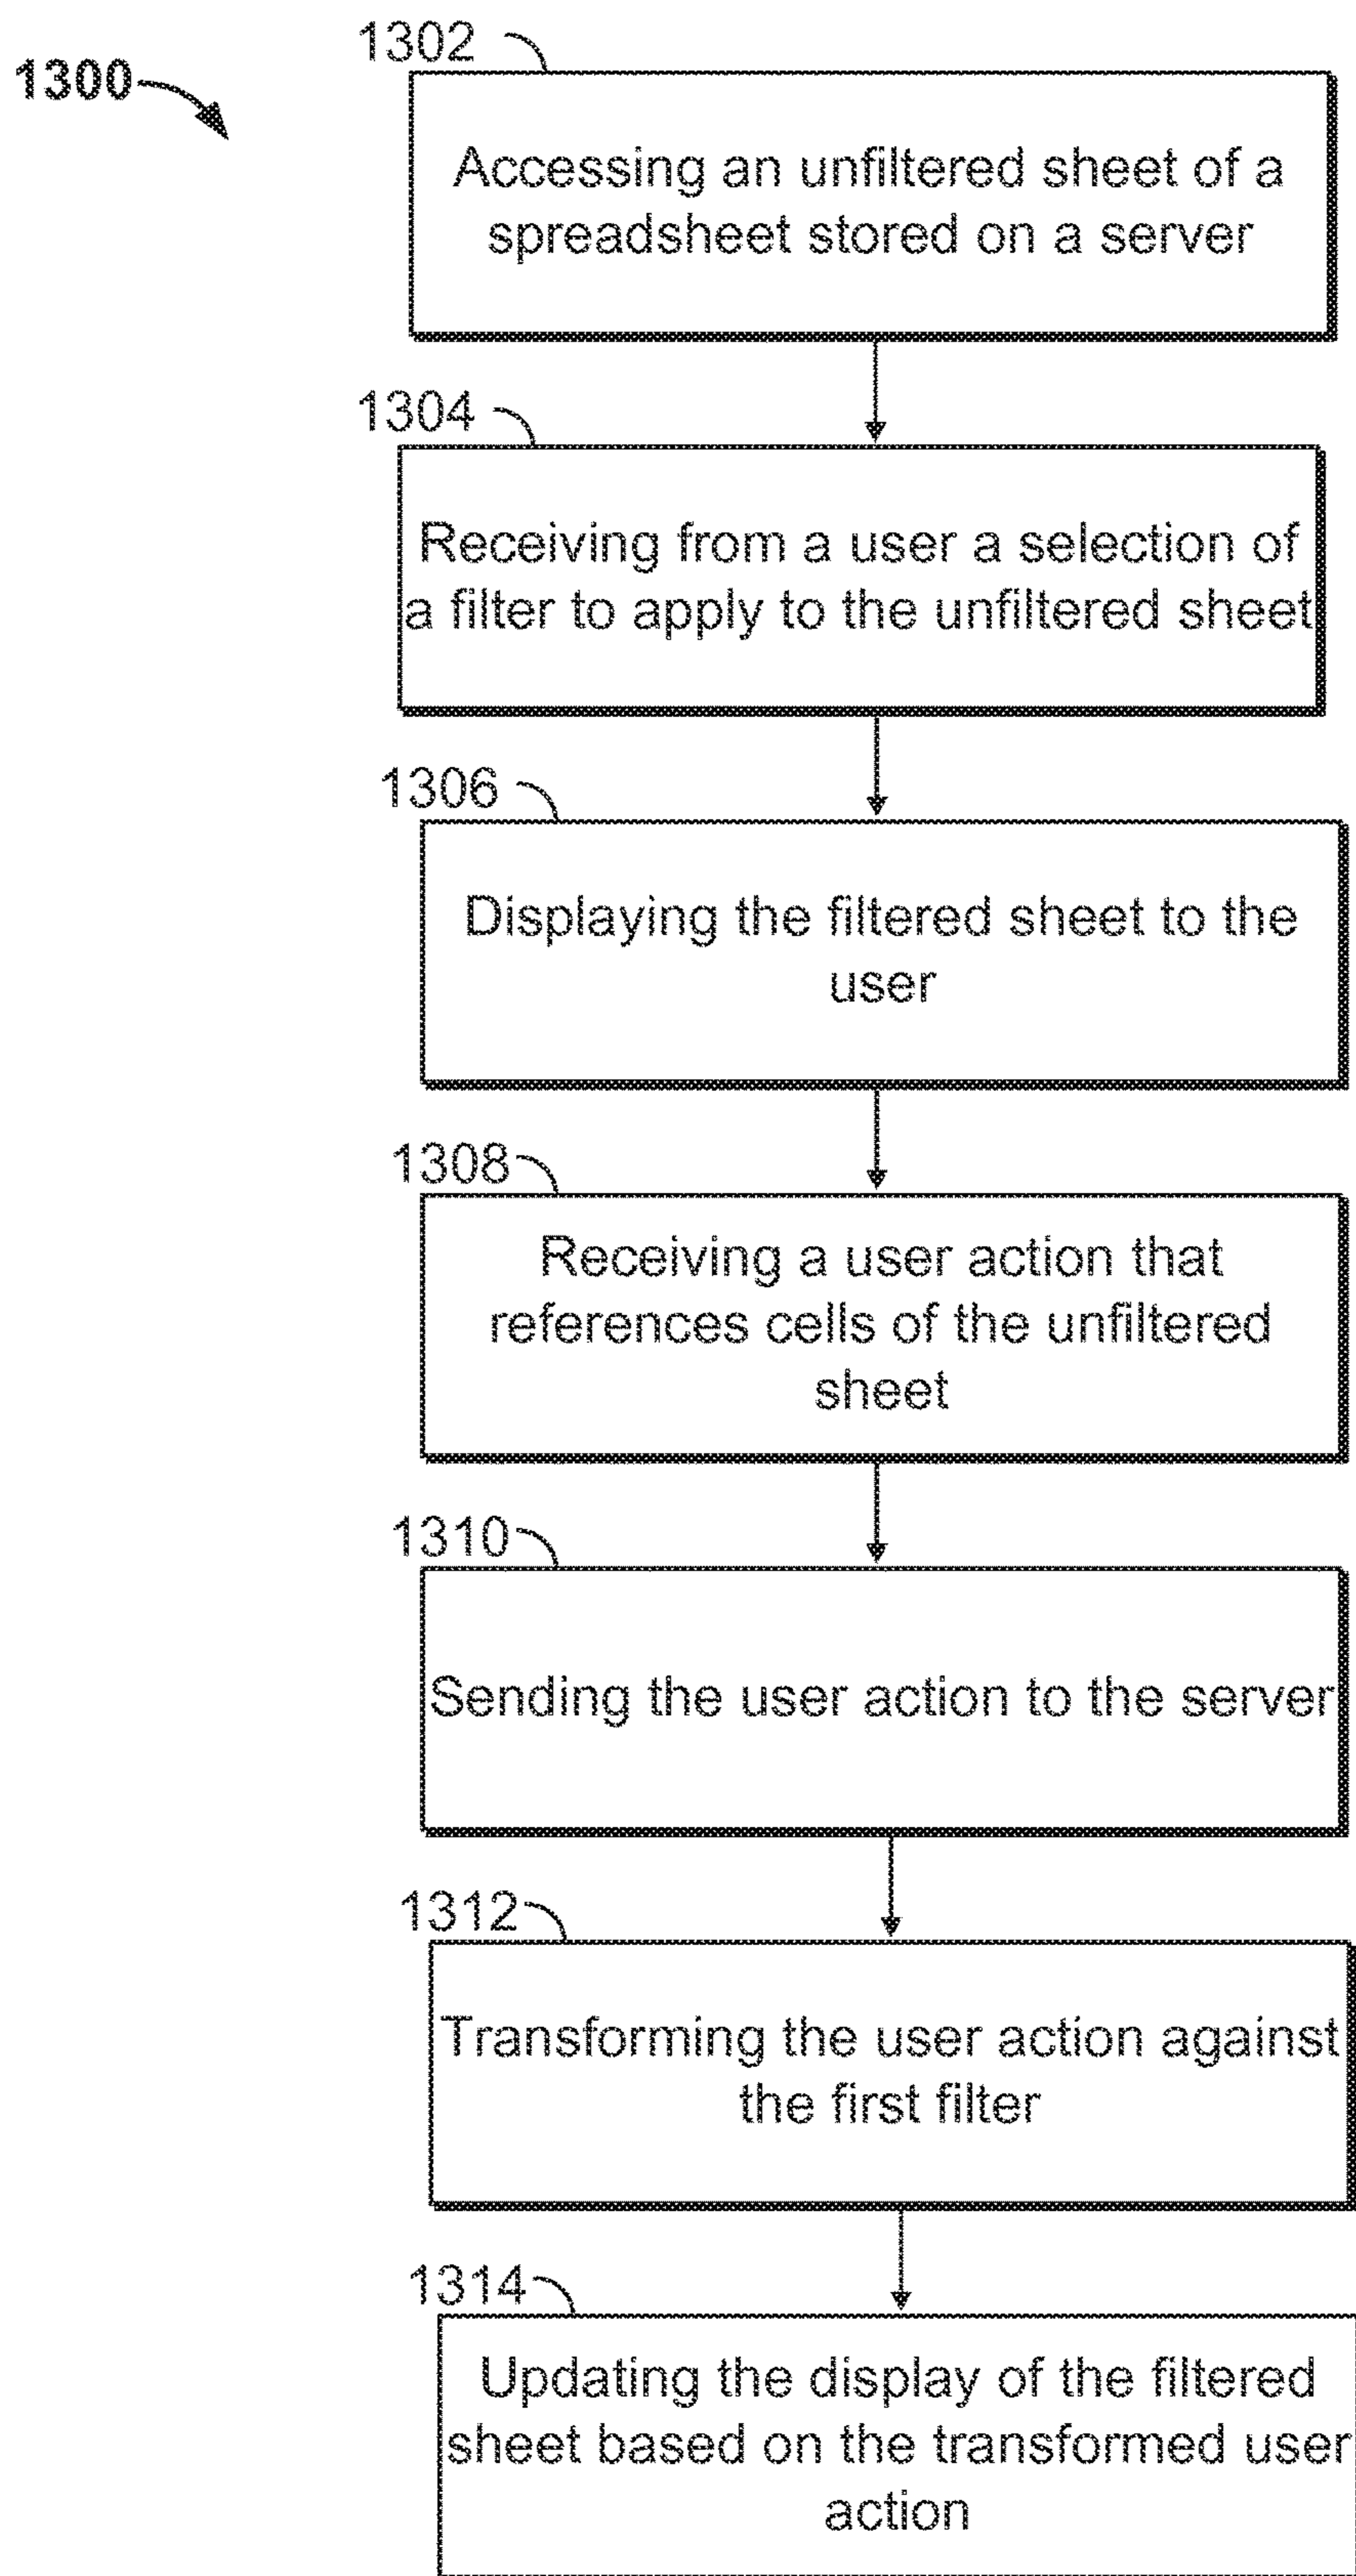 1300
1302
Accessing an unfiltered sheet of a
spreadsheet stored on a server
1304
Receiving from a user a selection of
a filter to apply to the unfiltered sheet
1306
Displaying the filtered sheet to the
user
1308
Receiving a user action that
references cells of the unfiltered
sheet
1310
Sending the user action to the server
1312
Transforming the user action against
the first filter
1314
Updating the display of the filtered
sheet based on the transformed user
action